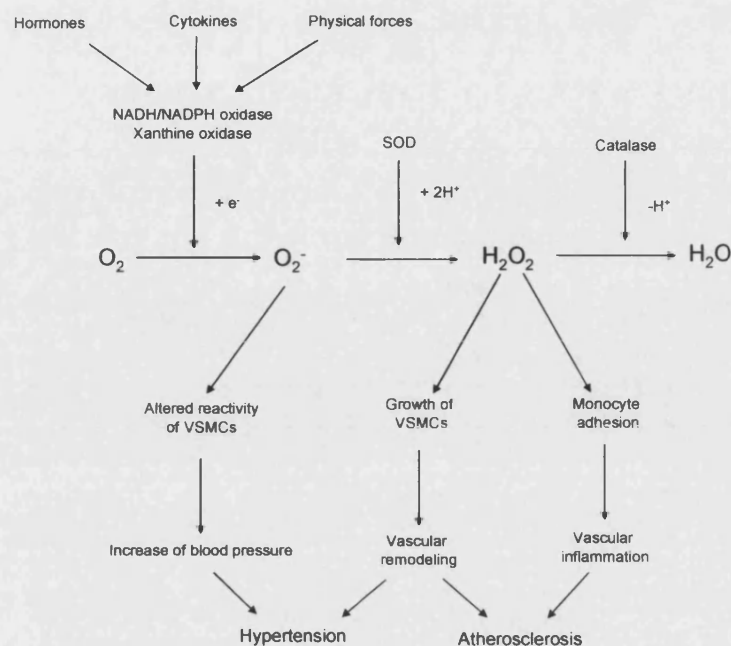 Hormones
Cytokines
Physical forces
NADH/NADPH oxidase
Xanthine oxidase
SOD
Catalase
+ e-
+ 2H⁺
-H⁺
O₂
O₂⁻
H₂O₂
H₂O
Altered reactivity
of VSMCs
Growth of
VSMCs
Monocyte
adhesion
Increase of blood pressure
Vascular
remodeling
Vascular
inflammation
Hypertension
Atherosclerosis